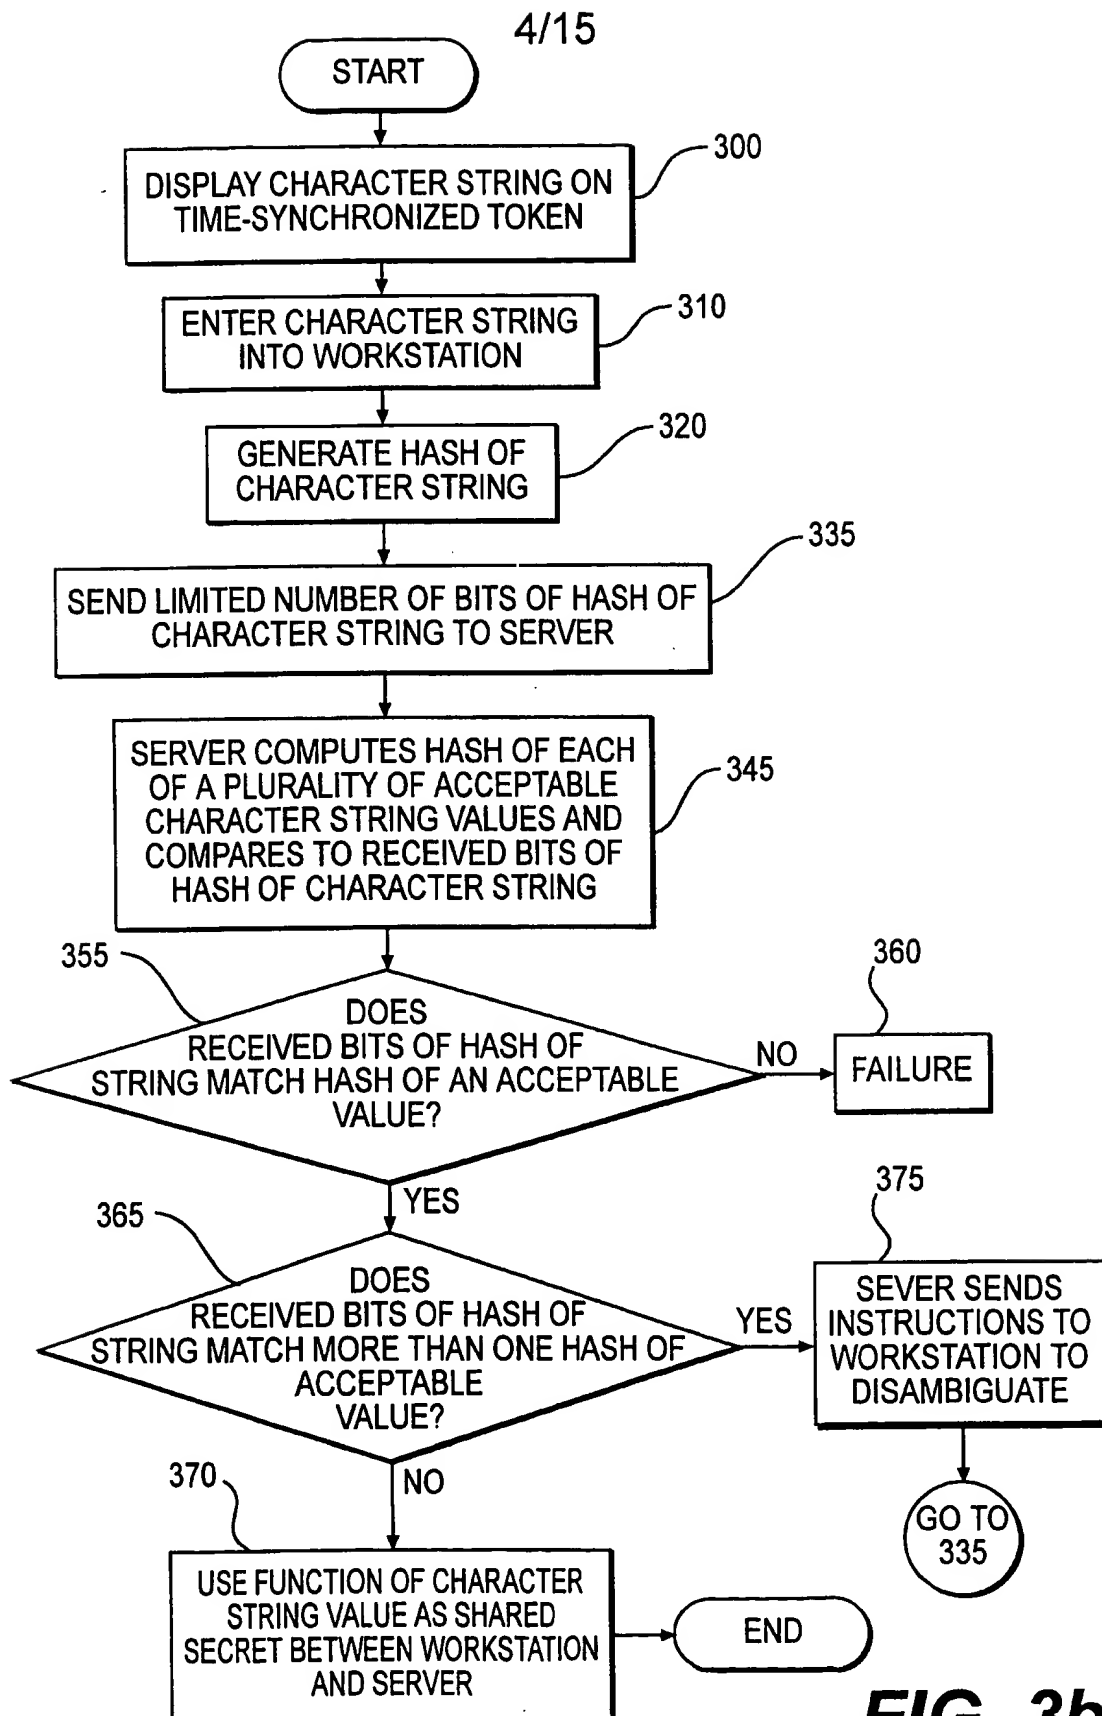 4/15
START
300
DISPLAY CHARACTER STRING ON
TIME-SYNCHRONIZED TOKEN
310
ENTER CHARACTER STRING
INTO WORKSTATION
320
GENERATE HASH OF
CHARACTER STRING
335
SEND LIMITED NUMBER OF BITS OF HASH OF
CHARACTER STRING TO SERVER
345
SERVER COMPUTES HASH OF EACH
OF A PLURALITY OF ACCEPTABLE
CHARACTER STRING VALUES AND
COMPARES TO RECEIVED BITS OF
HASH OF CHARACTER STRING
355
DOES
RECEIVED BITS OF HASH OF
STRING MATCH HASH OF AN ACCEPTABLE
VALUE?
NO
360
FAILURE
YES
365
DOES
RECEIVED BITS OF HASH OF
STRING MATCH MORE THAN ONE HASH OF
ACCEPTABLE
VALUE?
YES
375
SEVER SENDS
INSTRUCTIONS TO
WORKSTATION TO
DISAMBIGUATE
GO TO
335
NO
370
USE FUNCTION OF CHARACTER
STRING VALUE AS SHARED
SECRET BETWEEN WORKSTATION
AND SERVER
END
FIG. 3b